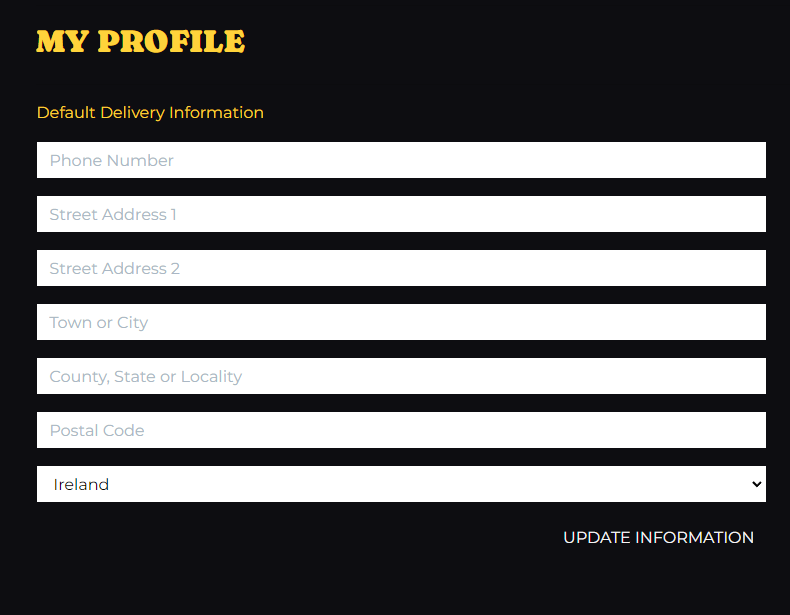 MY PROFILE
Default Delivery Information
Phone Number
Street Address 1
Street Address 2
Town or City
County, State or Locality
Postal Code
Ireland
UPDATE INFORMATION